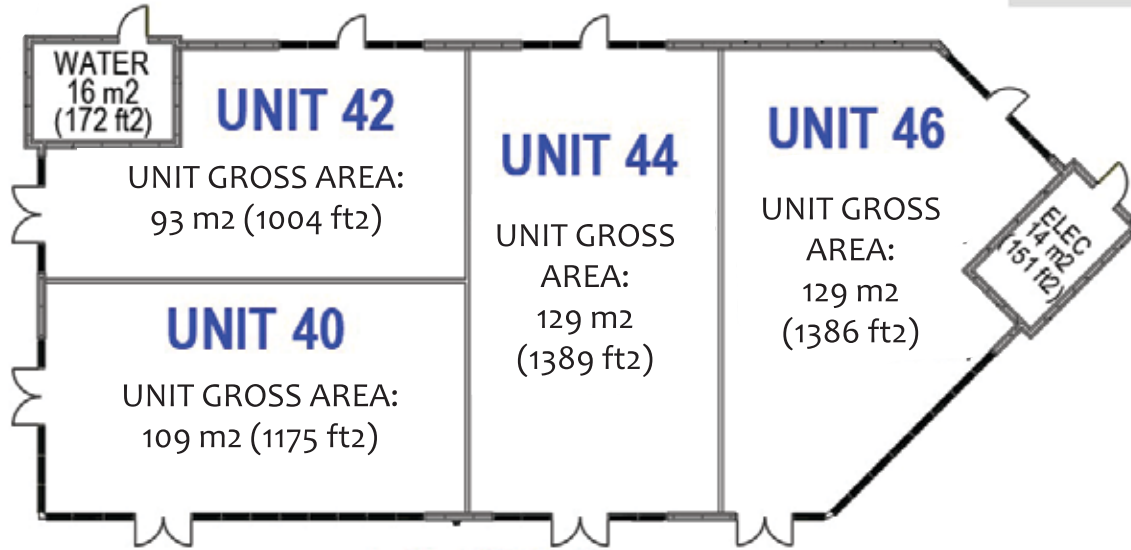 WATER
16 m2
(172 ft2)
UNIT 42
UNIT GROSS AREA:
93 m2 (1004 ft2)
UNIT 40
UNIT GROSS AREA:
109 m2 (1175 ft2)
UNIT 44
UNIT GROSS
AREA:
129 m2
(1389 ft2)
UNIT 46
UNIT GROSS
AREA:
129 m2
(1386 ft2)
ELEC
14 m2
(151 ft2)